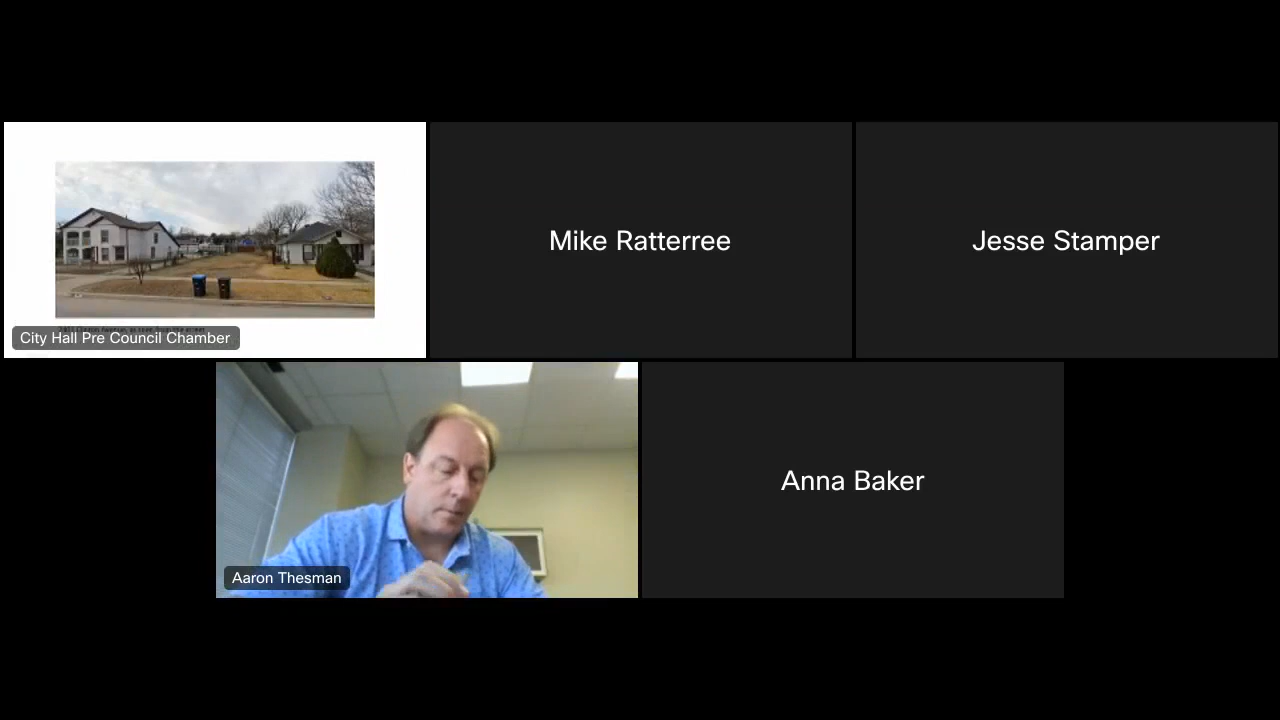 Mike Ratterree
Jesse Stamper
City Hall Pre Council Chamber
Aaron Thesman
Anna Baker